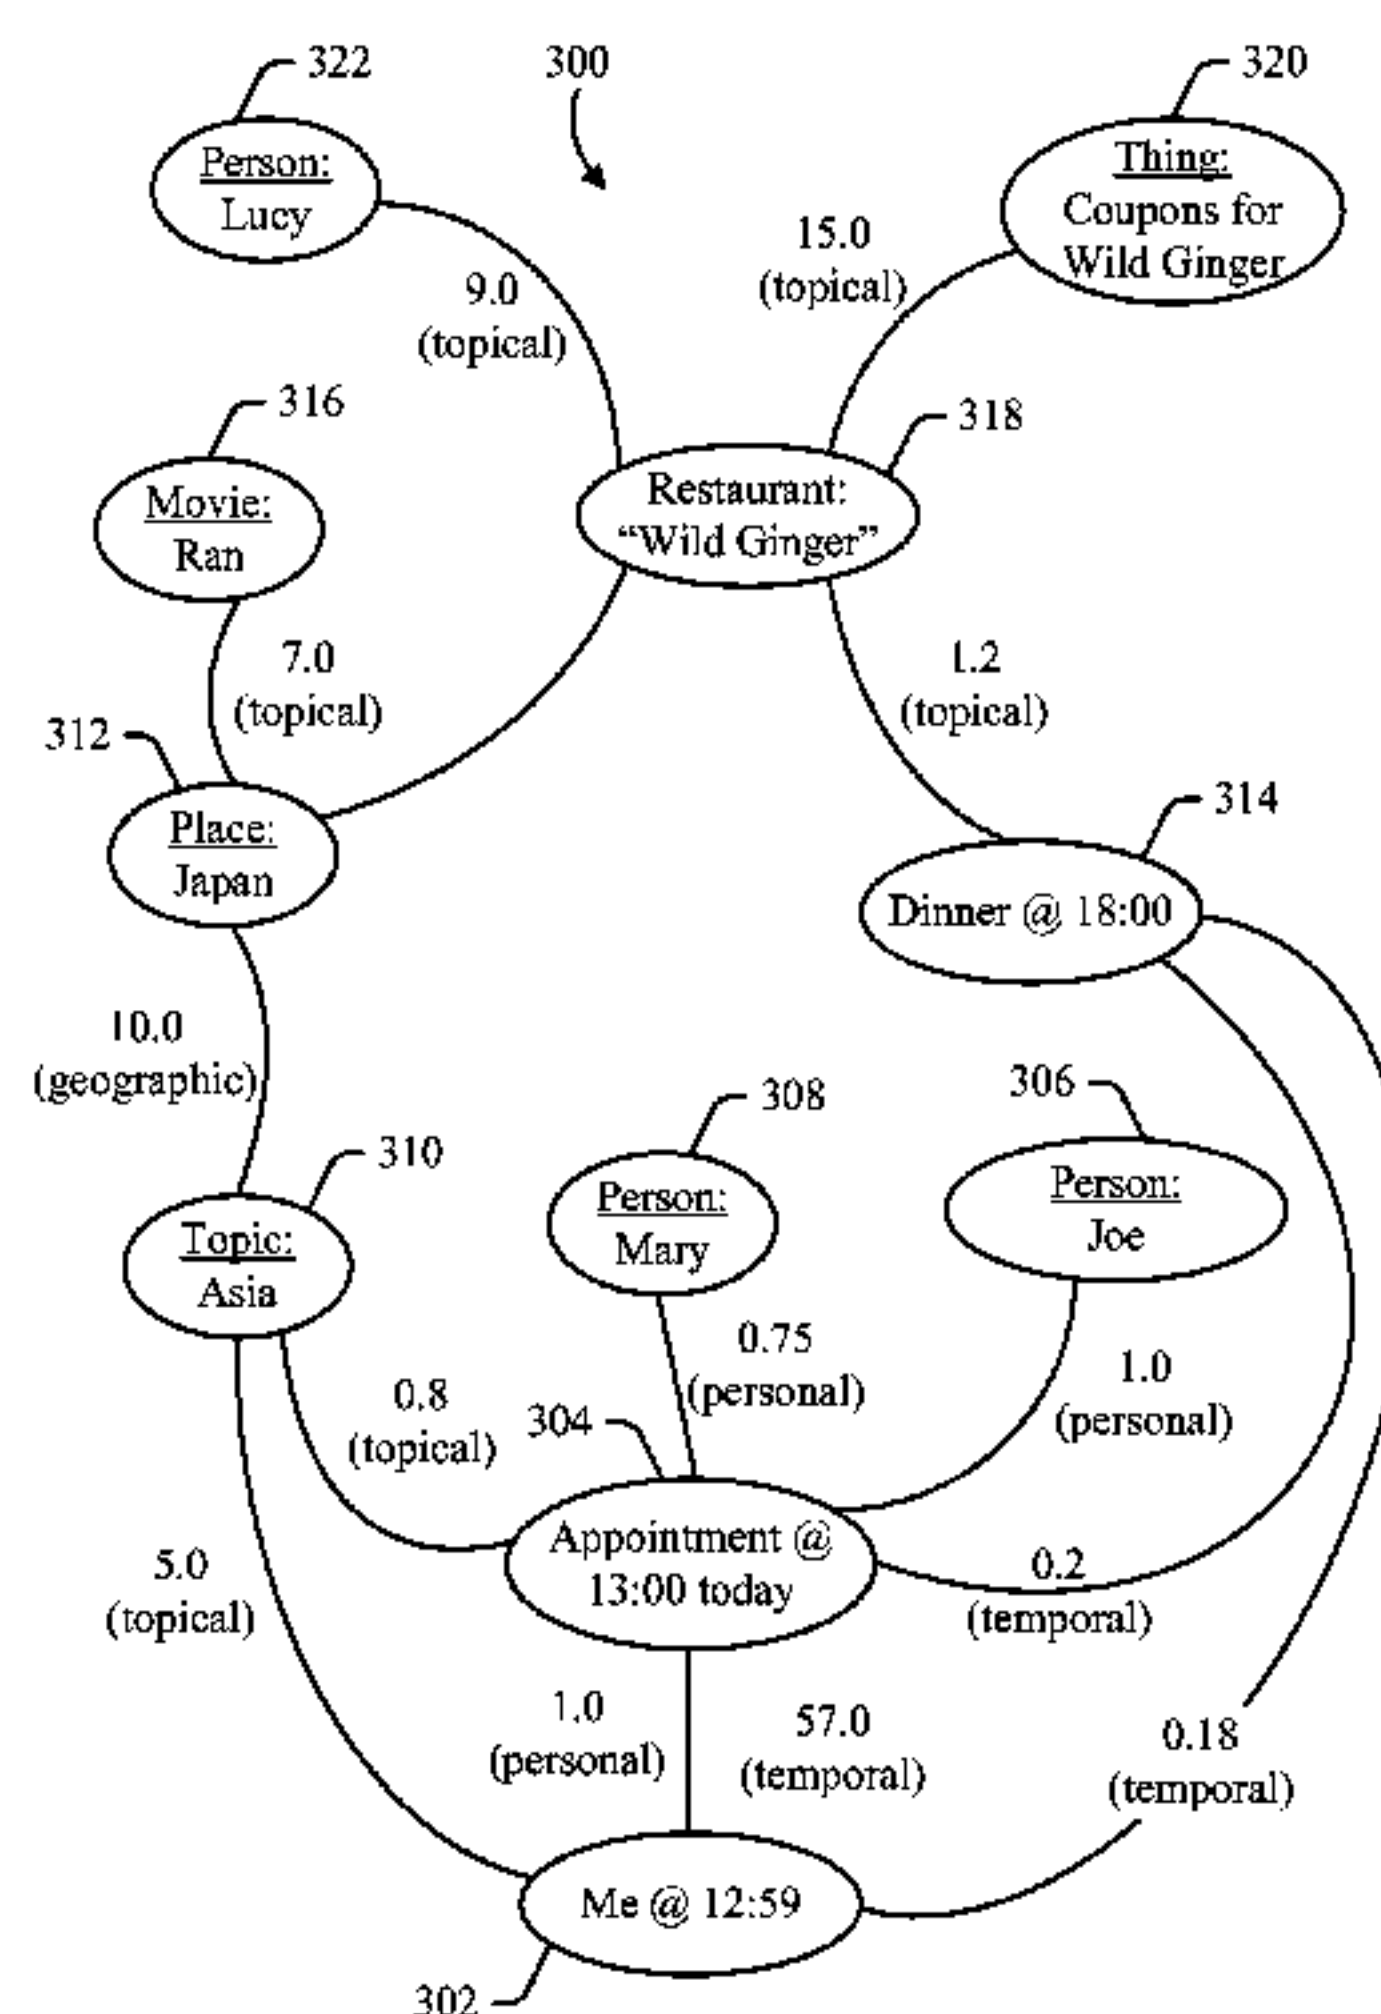 322
300
320
Person:
Lucy
Thing:
Coupons for
Wild Ginger
15.0
(topical)
9.0
(topical)
316
318
Movie:
Ran
Restaurant:
“Wild Ginger”
7.0
(topical)
1.2
(topical)
312
314
Place:
Japan
Dinner @ 18:00
10.0
(geographic)
308
306
310
Person:
Mary
Person:
Joe
Topic:
Asia
0.75
(personal)
1.0
(personal)
0.8
(topical)
304
Appointment @
13:00 today
5.0
(topical)
0.2
(temporal)
1.0
(personal)
57.0
(temporal)
0.18
(temporal)
Me @ 12:59
302